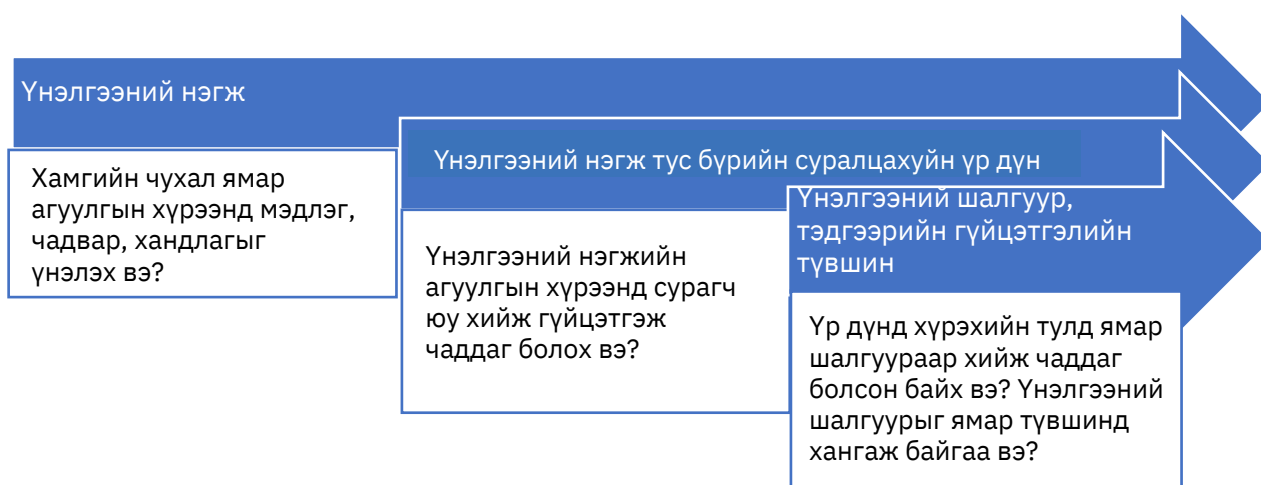 Үнэлгээний нэгж
Хамгийн чухал ямар
агуулгын хүрээнд мэдлэг,
чадвар, хандлагыг
үнэлэх вэ?
Үнэлгээний нэгж тус бүрийн суралцахуйн үр дүн
Үнэлгээний нэгжийн
агуулгын хүрээнд сурагч
юу хийж гүйцэтгэж
чаддаг болох вэ?
Үнэлгээний шалгуур,
тэдгээрийн гүйцэтгэлийн
түвшин
Үр дүнд хүрэхийн тулд ямар
шалгуураар хийж чаддаг
болсон байх вэ? Үнэлгээний
шалгуурыг ямар түвшинд
хангаж байгаа вэ?